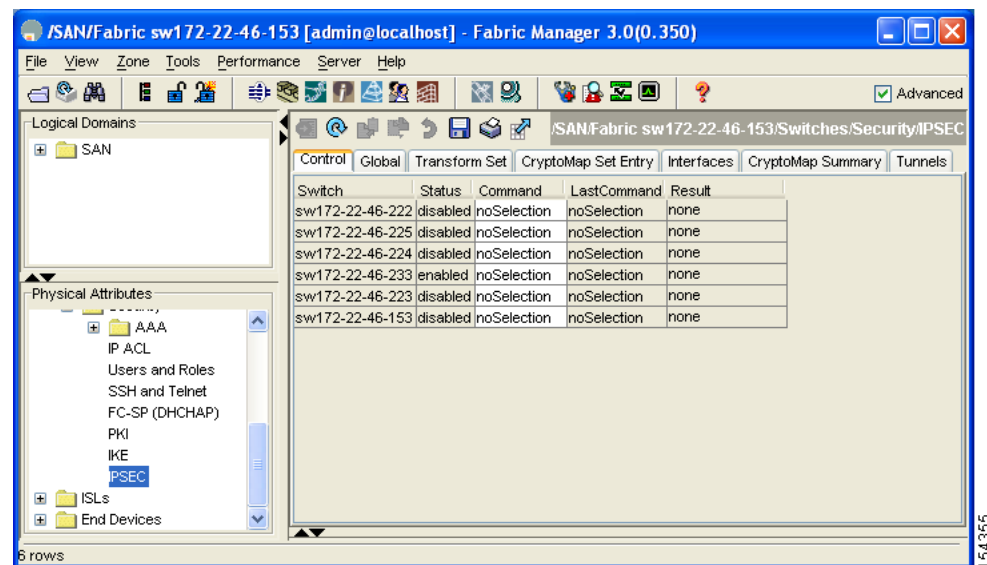 /SAN/Fabric sw172-22-46-153 [admin@localhost] - Fabric Manager 3.0(0.350)
File View Zone Tools Performance Server Help
Advanced
Logical Domains
SAN
/SAN/Fabric sw172-22-46-153/Switches/Security/IPSEC
Control Global Transform Set CryptoMap Set Entry Interfaces CryptoMap Summary Tunnels
Switch Status Command LastCommand Result
sw172-22-46-222 disabled noSelection noSelection none
sw172-22-46-225 disabled noSelection noSelection none
sw172-22-46-224 disabled noSelection noSelection none
sw172-22-46-233 enabled noSelection noSelection none
sw172-22-46-223 disabled noSelection noSelection none
sw172-22-46-153 disabled noSelection noSelection none
Physical Attributes
AAA
IP ACL
Users and Roles
SSH and Telnet
FC-SP (DHCHAP)
PKI
IKE
IPSEC
ISLs
End Devices
6 rows
154355